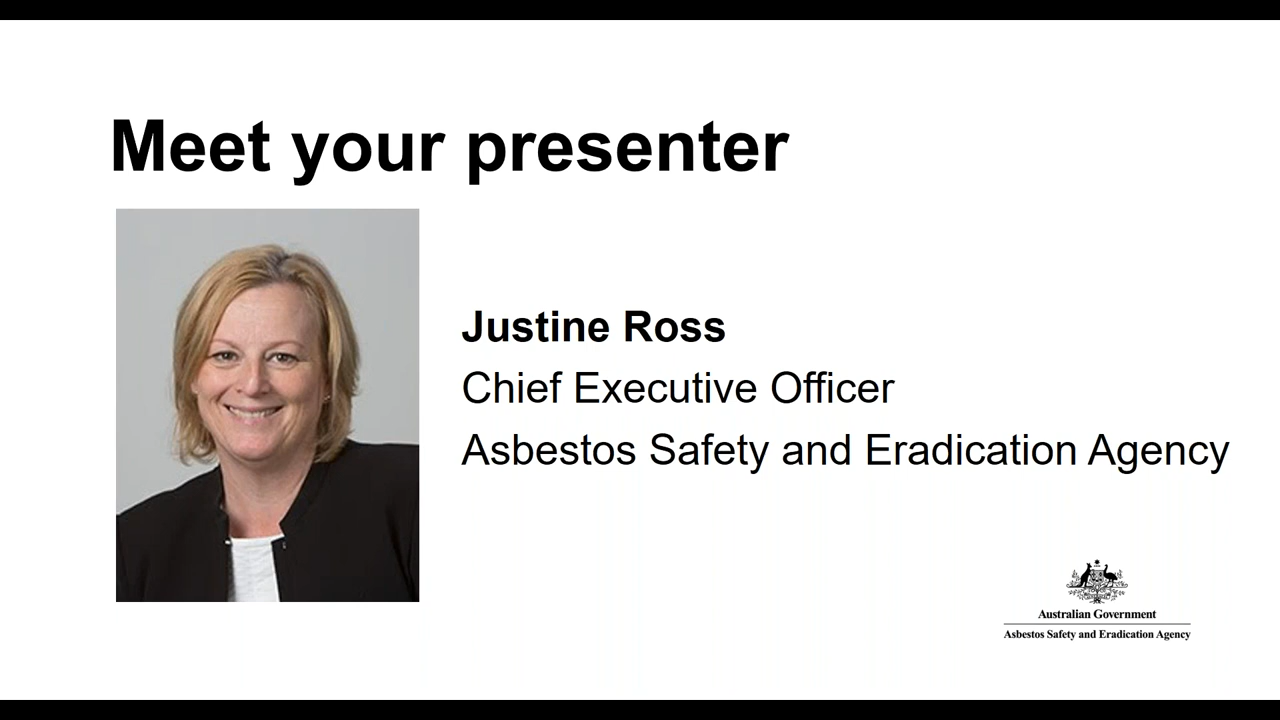 Meet your presenter
Justine Ross
Chief Executive Officer
Asbestos Safety and Eradication Agency
Australian Government
Asbestos Safety and Eradication Agency